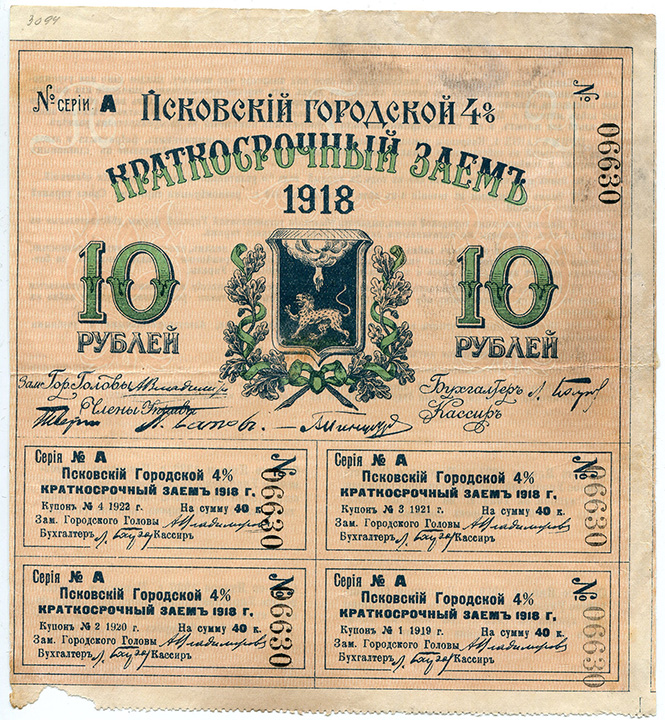 3094
№ СЕРІИ А ПСКОВСКІЙ ГОРОДСКОЙ 4%
№ 06630
КРАТКОСРОЧНЫЙ ЗАЕМЪ
1918
10 10
РУБЛЕЙ РУБЛЕЙ
Зам. Гор. Головы АВладимир Бухгалтеръ
Члены Управы Кассиръ
Серія № А
Псковскій Городской 4%
КРАТКОСРОЧНЫЙ ЗАЕМЪ 1918 г.
Купонъ № 4 1922 г. На сумму 40 к.
Зам. Городского Головы АВладимировъ
Бухгалтеръ Кассиръ
№ 06630
Серія № А
Псковскій Городской 4%
КРАТКОСРОЧНЫЙ ЗАЕМЪ 1918 г.
Купонъ № 3 1921 г. На сумму 40 к.
Зам. Городского Головы АВладимировъ
Бухгалтеръ Кассиръ
№ 06630
Серія № А
Псковскій Городской 4%
КРАТКОСРОЧНЫЙ ЗАЕМЪ 1918 г.
Купонъ № 2 1920 г. На сумму 40 к.
Зам. Городского Головы АВладимировъ
Бухгалтеръ Кассиръ
№ 06630
Серія № А
Псковскій Городской 4%
КРАТКОСРОЧНЫЙ ЗАЕМЪ 1918 г.
Купонъ № 1 1919 г. На сумму 40 к.
Зам. Городского Головы АВладимировъ
Бухгалтеръ Кассиръ
№ 06630